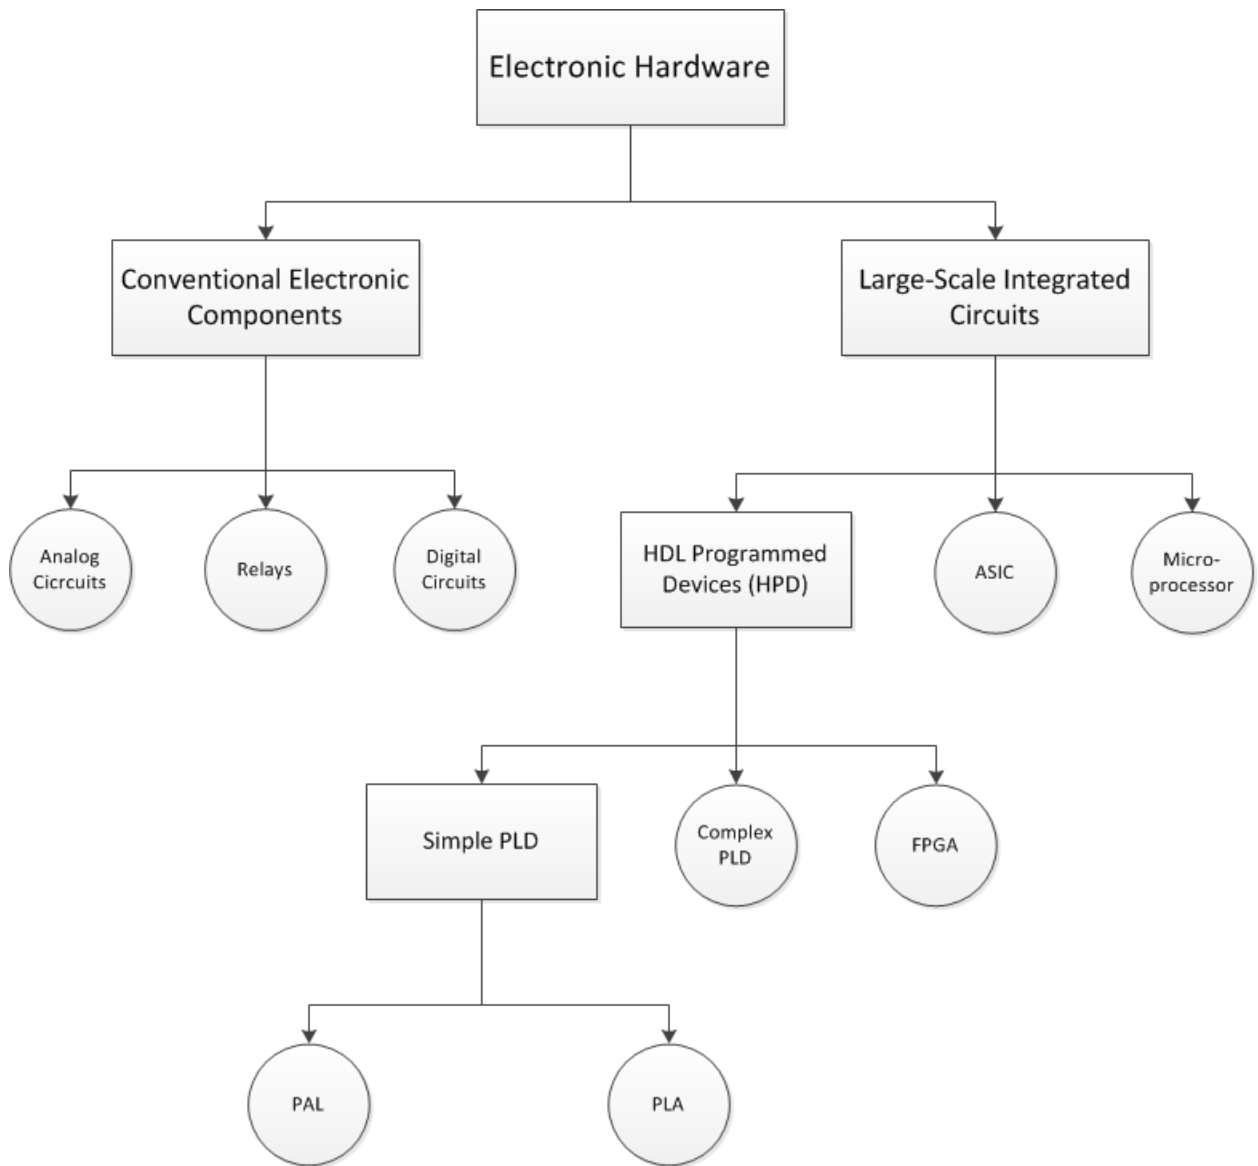 Electronic Hardware
Conventional Electronic
Components
Large-Scale Integrated
Circuits
Analog
Cicrcuits
Relays
Digital
Circuits
HDL Programmed
Devices (HPD)
ASIC
Micro-
processor
Simple PLD
Complex
PLD
FPGA
PAL
PLA